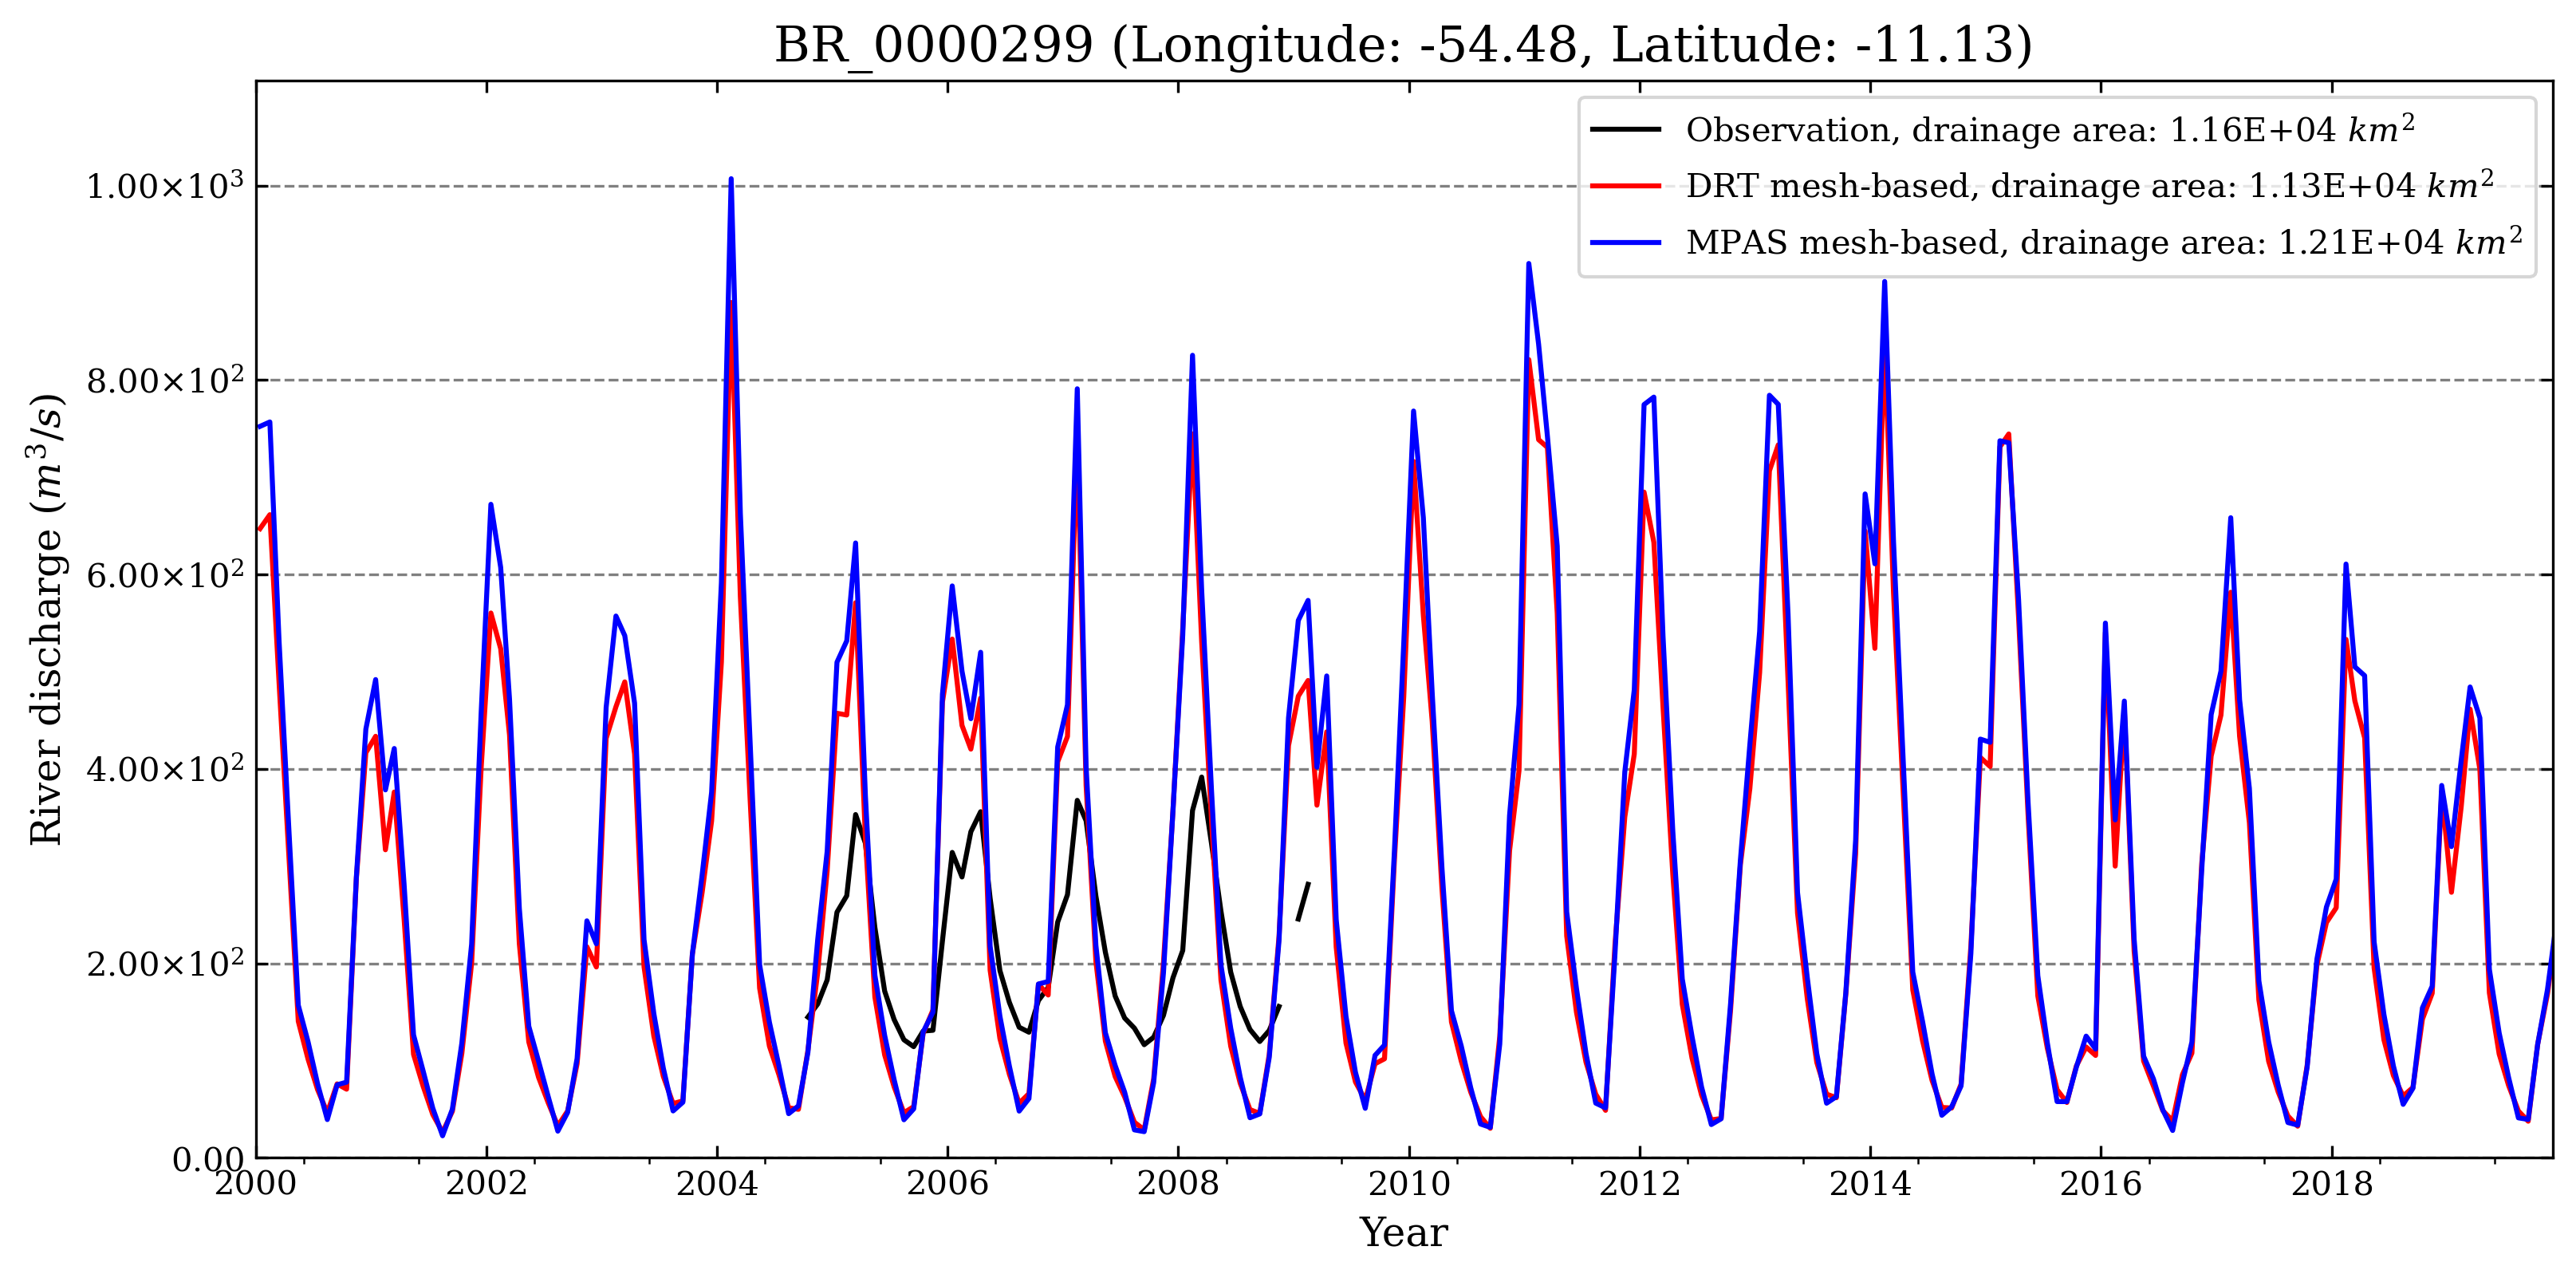 BR_0000299 (Longitude: -54.48, Latitude: -11.13)
Observation, drainage area: 1.16E+04 km²
DRT mesh-based, drainage area: 1.13E+04 km²
MPAS mesh-based, drainage area: 1.21E+04 km²
River discharge (m³/s)
1.00×10³
8.00×10²
6.00×10²
4.00×10²
2.00×10²
0.00
2000 2002 2004 2006 2008 2010 2012 2014 2016 2018
Year